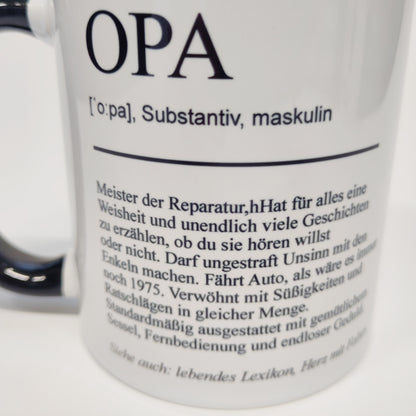 OPA
['o:pa], Substantiv, maskulin
Meister der Reparatur,hHat für alles eine
Weisheit und unendlich viele Geschichten
zu erzählen, ob du sie hören willst
oder nicht. Darf ungestraft Unsinn mit den
Enkeln machen. Fährt Auto, als wäre es immer
noch 1975. Verwöhnt mit Süßigkeiten und
Ratschlägen in gleicher Menge.
Standardmäßig ausgestattet mit gemütlichem
Sessel, Fernbedienung und endloser Geduld.
Siehe auch: lebendes Lexikon, Herz mit